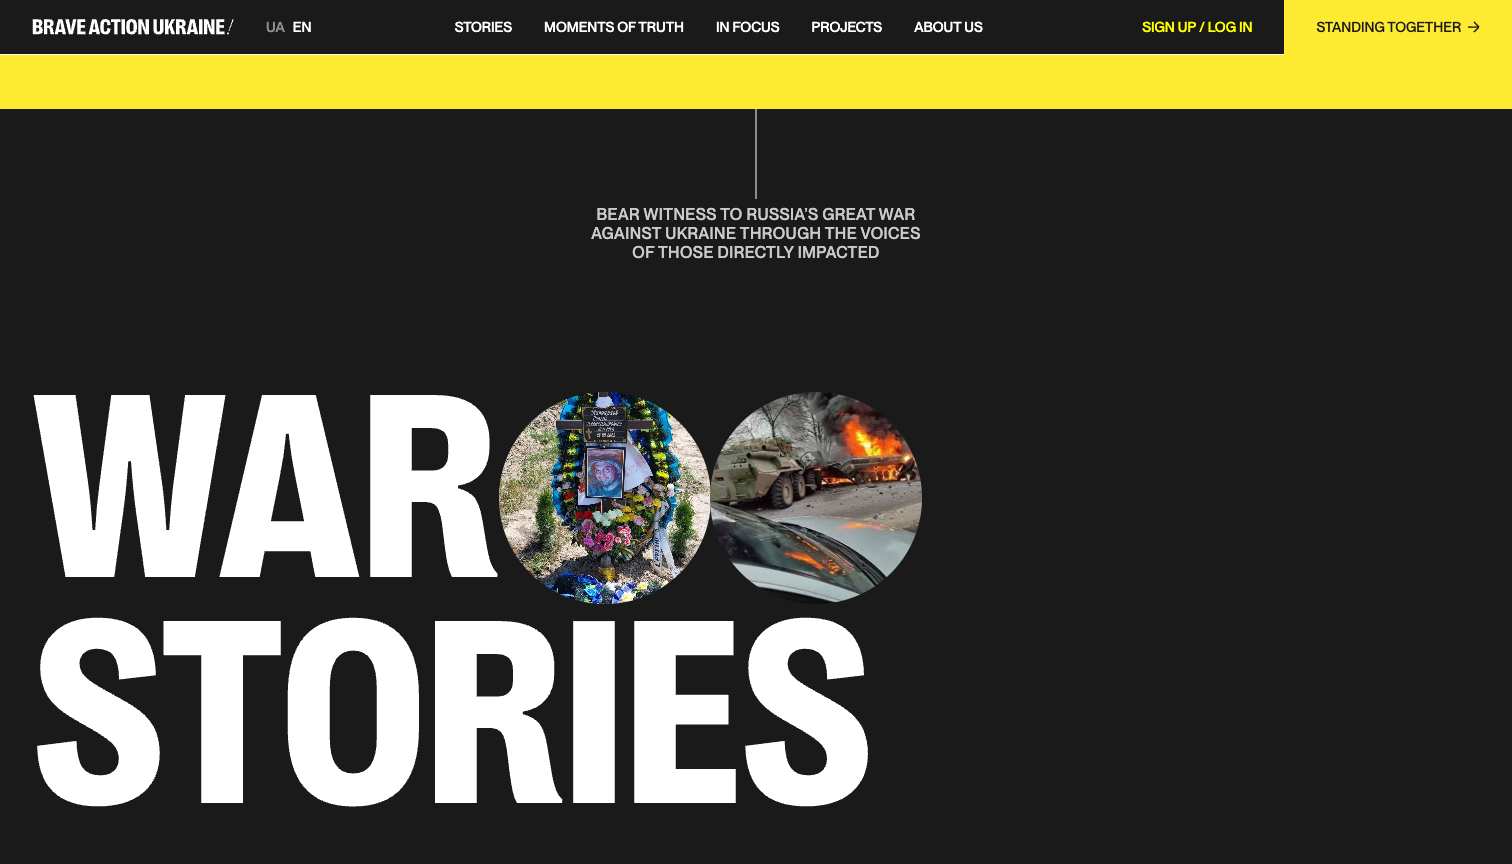 BRAVE ACTION UKRAINE/
UA EN
STORIES
MOMENTS OF TRUTH
IN FOCUS
PROJECTS
ABOUT US
SIGN UP / LOG IN
STANDING TOGETHER →
BEAR WITNESS TO RUSSIA’S GREAT WAR
AGAINST UKRAINE THROUGH THE VOICES
OF THOSE DIRECTLY IMPACTED
WAR
STORIES